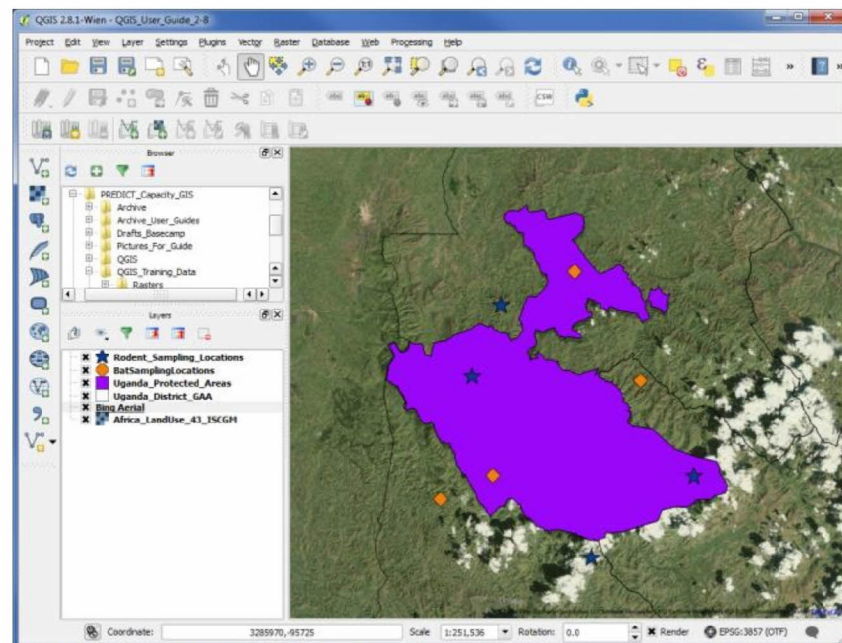 QGIS 2.8.1-Wien - QGIS_User_Guide_2-8
Project Edit View Layer Settings Plugins Vector Raster Database Web Processing Help
CSW
Browser
PREDICT_Capacity_GIS
Archive
Archive_User_Guides
Drafts_Basecamp
Pictures_For_Guide
QGIS
QGIS_Training_Data
Rasters
Layers
Rodent_Sampling_Locations
BatSamplingLocations
Uganda_Protected_Areas
Uganda_District_GAA
Bing Aerial
Africa_LandUse_43_ISCGM
Coordinate: 3285970,-95725 Scale 1:251,536 Rotation: 0.0 Render EPSG:3857 (OTF)